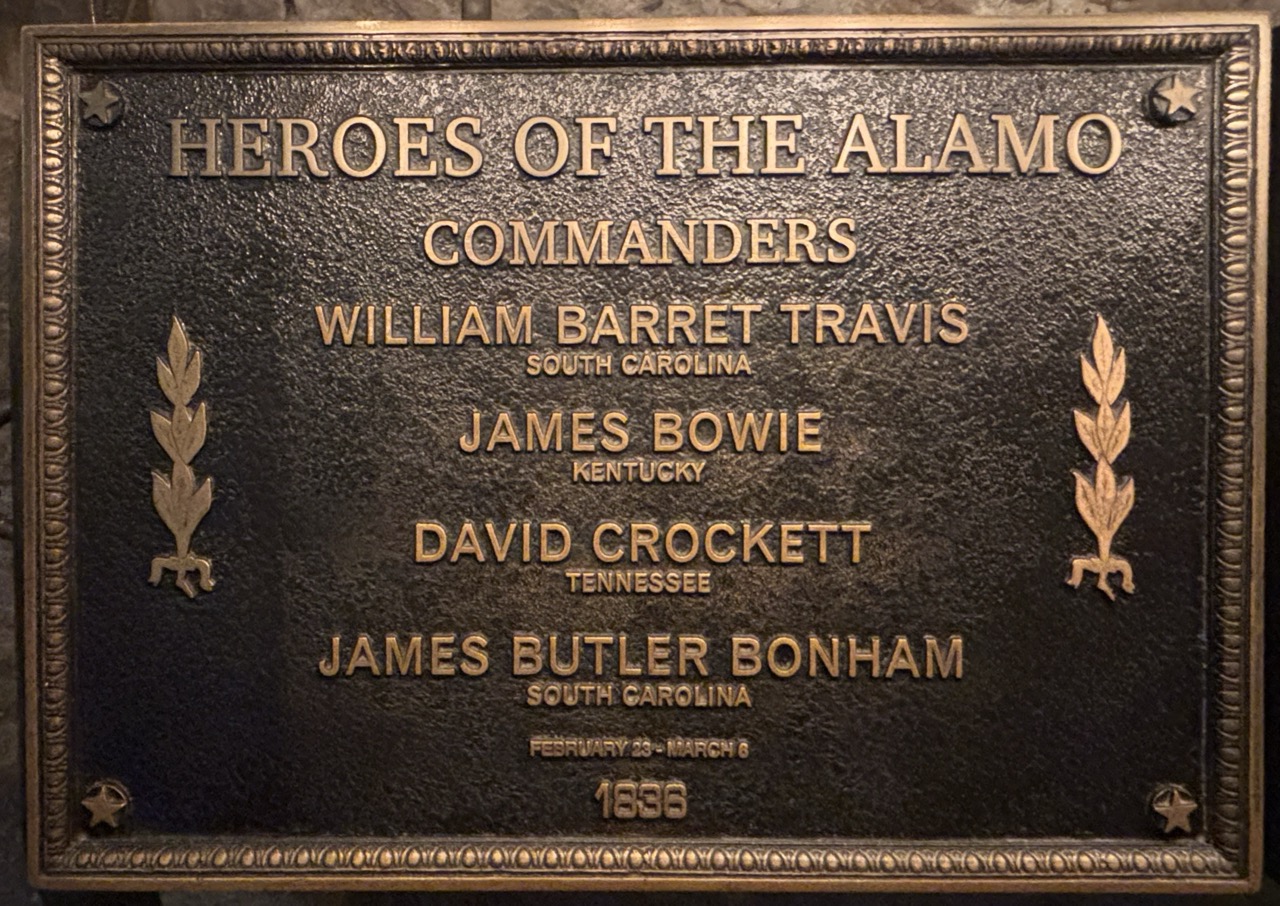 HEROES OF THE ALAMO
COMMANDERS
WILLIAM BARRET TRAVIS
SOUTH CAROLINA
JAMES BOWIE
KENTUCKY
DAVID CROCKETT
TENNESSEE
JAMES BUTLER BONHAM
SOUTH CAROLINA
FEBRUARY 23 - MARCH 6
1836